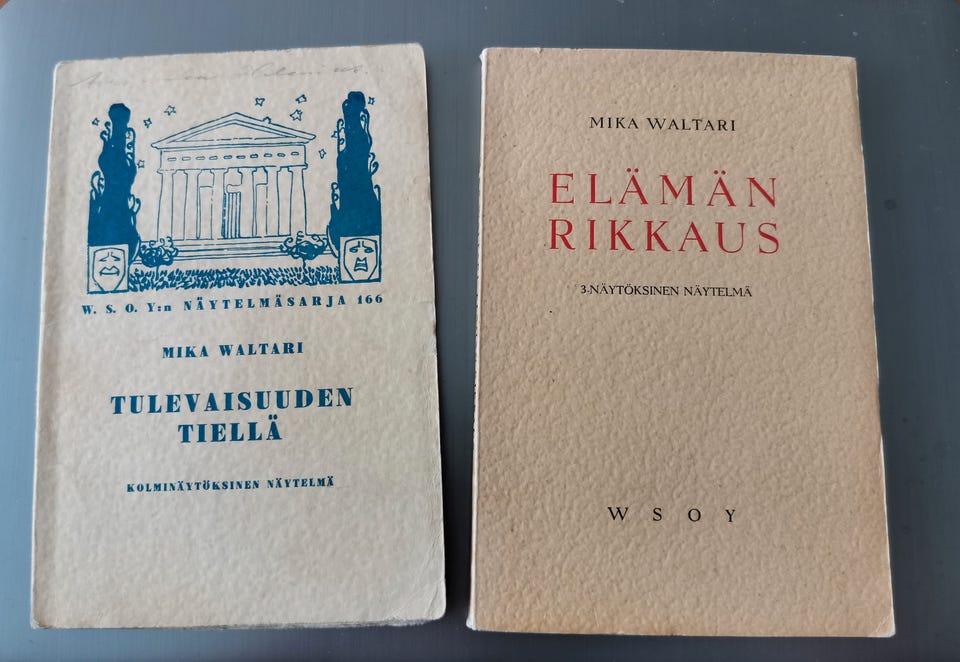 W. S. O. Y:n NÄYTELMÄSARJA 166
MIKA WALTARI
TULEVAISUUDEN
TIELLÄ
KOLMINÄYTÖKSINEN NÄYTELMÄ
MIKA WALTARI
ELÄMÄN
RIKKAUS
3-NÄYTÖKSINEN NÄYTELMÄ
WSOY